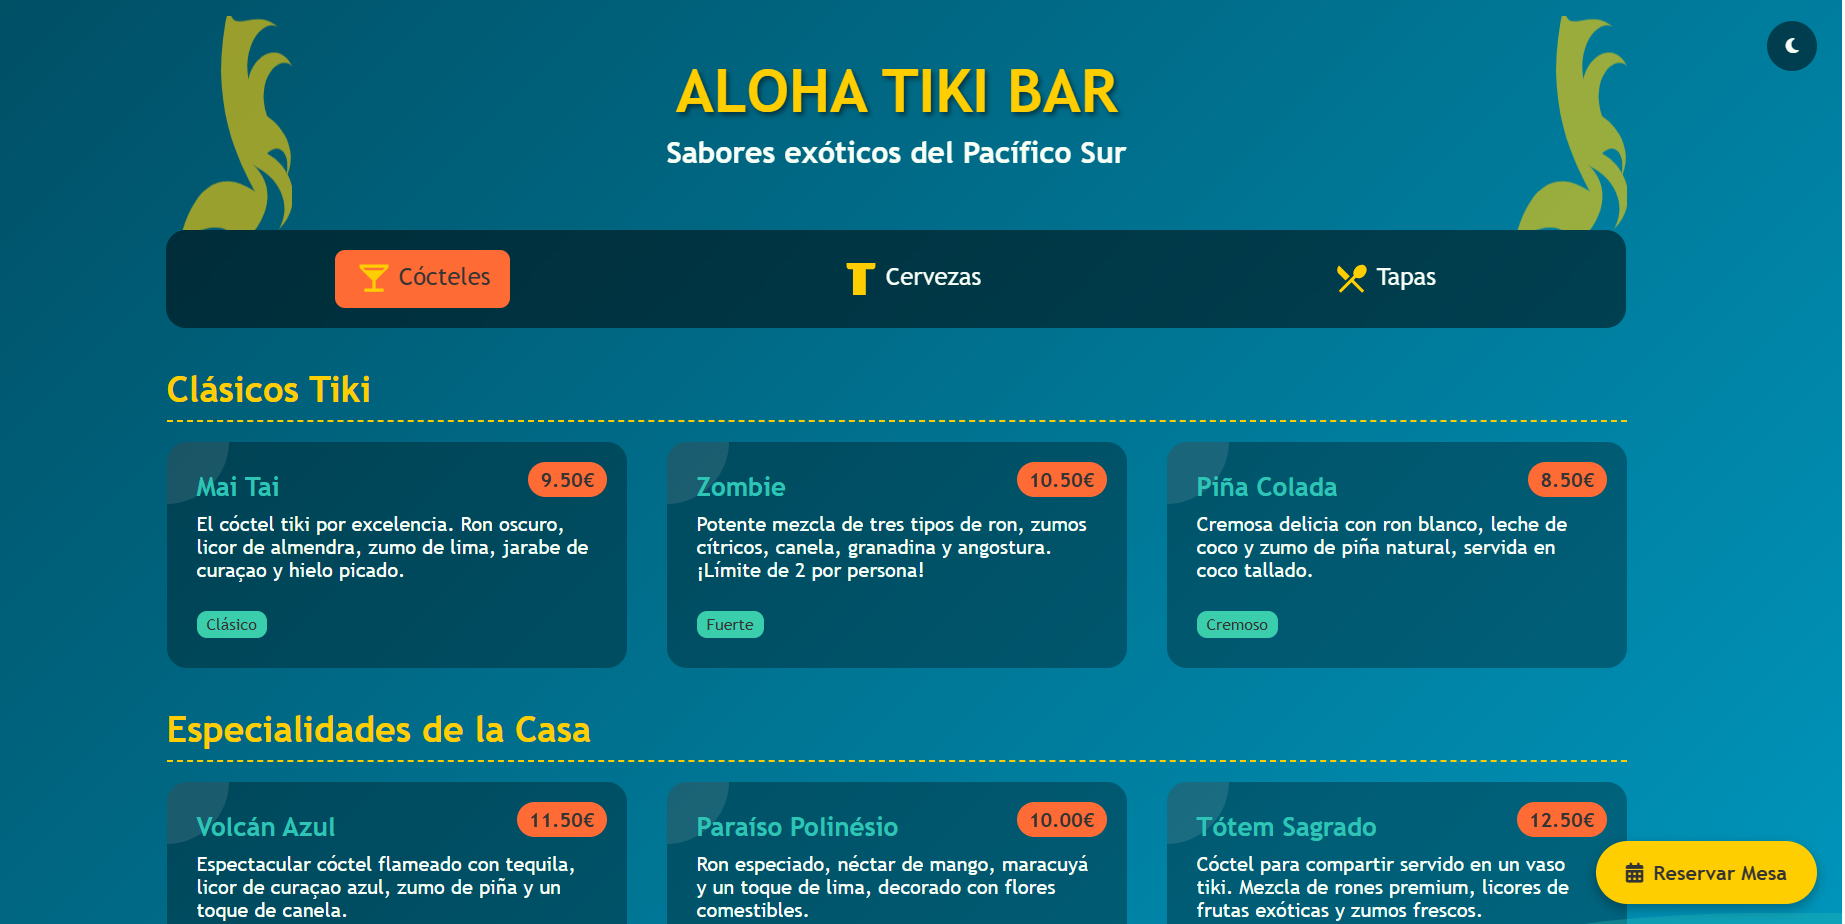 ALOHA TIKI BAR
Sabores exóticos del Pacífico Sur
Cócteles
Cervezas
Tapas
Clásicos Tiki
Mai Tai
9.50€
El cóctel tiki por excelencia. Ron oscuro,
licor de almendra, zumo de lima, jarabe de
curaçao y hielo picado.
Clásico
Zombie
10.50€
Potente mezcla de tres tipos de ron, zumos
cítricos, canela, granadina y angostura.
¡Límite de 2 por persona!
Fuerte
Piña Colada
8.50€
Cremosa delicia con ron blanco, leche de
coco y zumo de piña natural, servida en
coco tallado.
Cremoso
Especialidades de la Casa
Volcán Azul
11.50€
Espectacular cóctel flameado con tequila,
licor de curaçao azul, zumo de piña y un
toque de canela.
Paraíso Polinésio
10.00€
Ron especiado, néctar de mango, maracuyá
y un toque de lima, decorado con flores
comestibles.
Tótem Sagrado
12.50€
Cóctel para compartir servido en un vaso
tiki. Mezcla de rones premium, licores de
frutas exóticas y zumos frescos.
Reservar Mesa